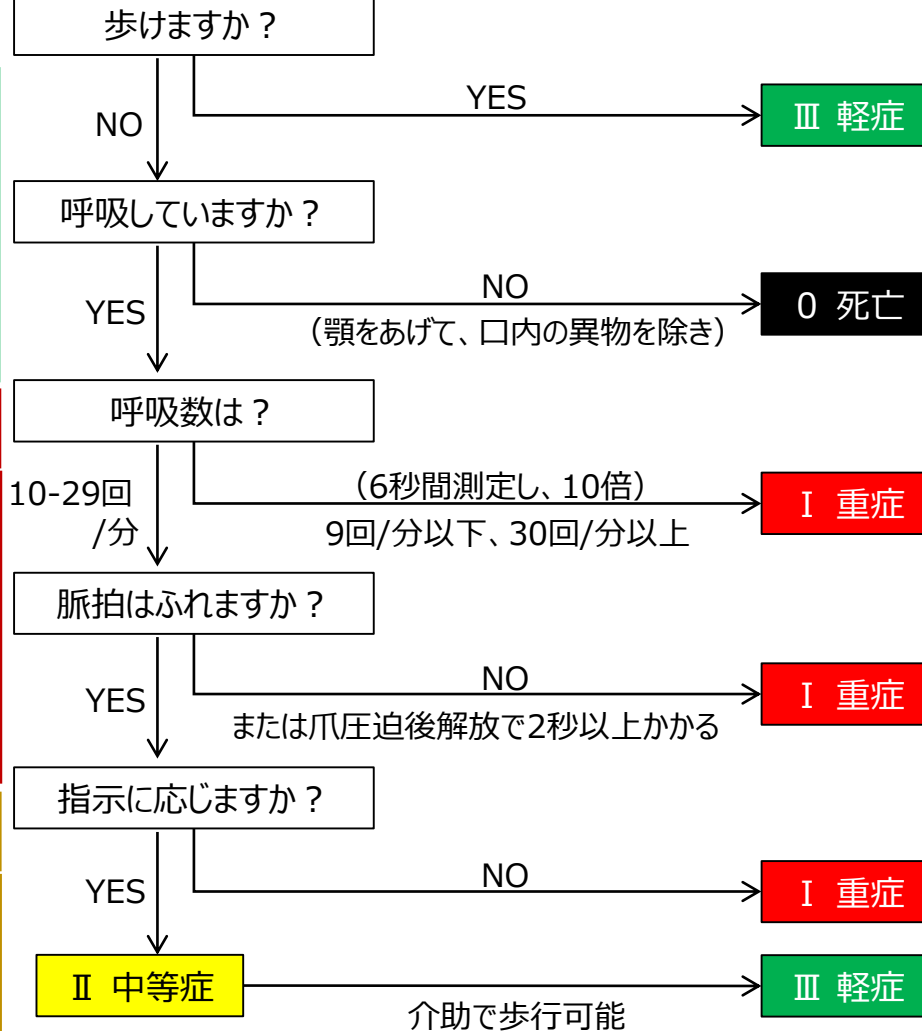 歩けますか？
YES
NO
Ⅲ 軽症
呼吸していますか？
NO
YES
（顎をあげて、口内の異物を除き）
0 死亡
呼吸数は？
10-29回
/分
（6秒間測定し、10倍）
9回/分以下、30回/分以上
Ⅰ 重症
脈拍はふれますか？
NO
YES
または爪圧迫後解放で2秒以上かかる
Ⅰ 重症
指示に応じますか？
NO
YES
Ⅰ 重症
Ⅱ 中等症
介助で歩行可能
Ⅲ 軽症